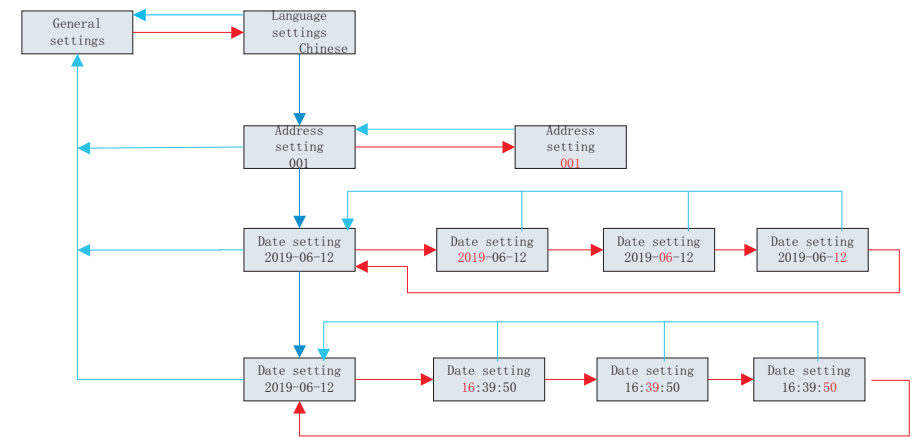 General
settings
Language
settings
Chinese
Address
setting
001
Address
setting
001
Date setting
2019-06-12
Date setting
2019-06-12
Date setting
2019-06-12
Date setting
2019-06-12
Date setting
2019-06-12
Date setting
16:39:50
Date setting
16:39:50
Date setting
16:39:50